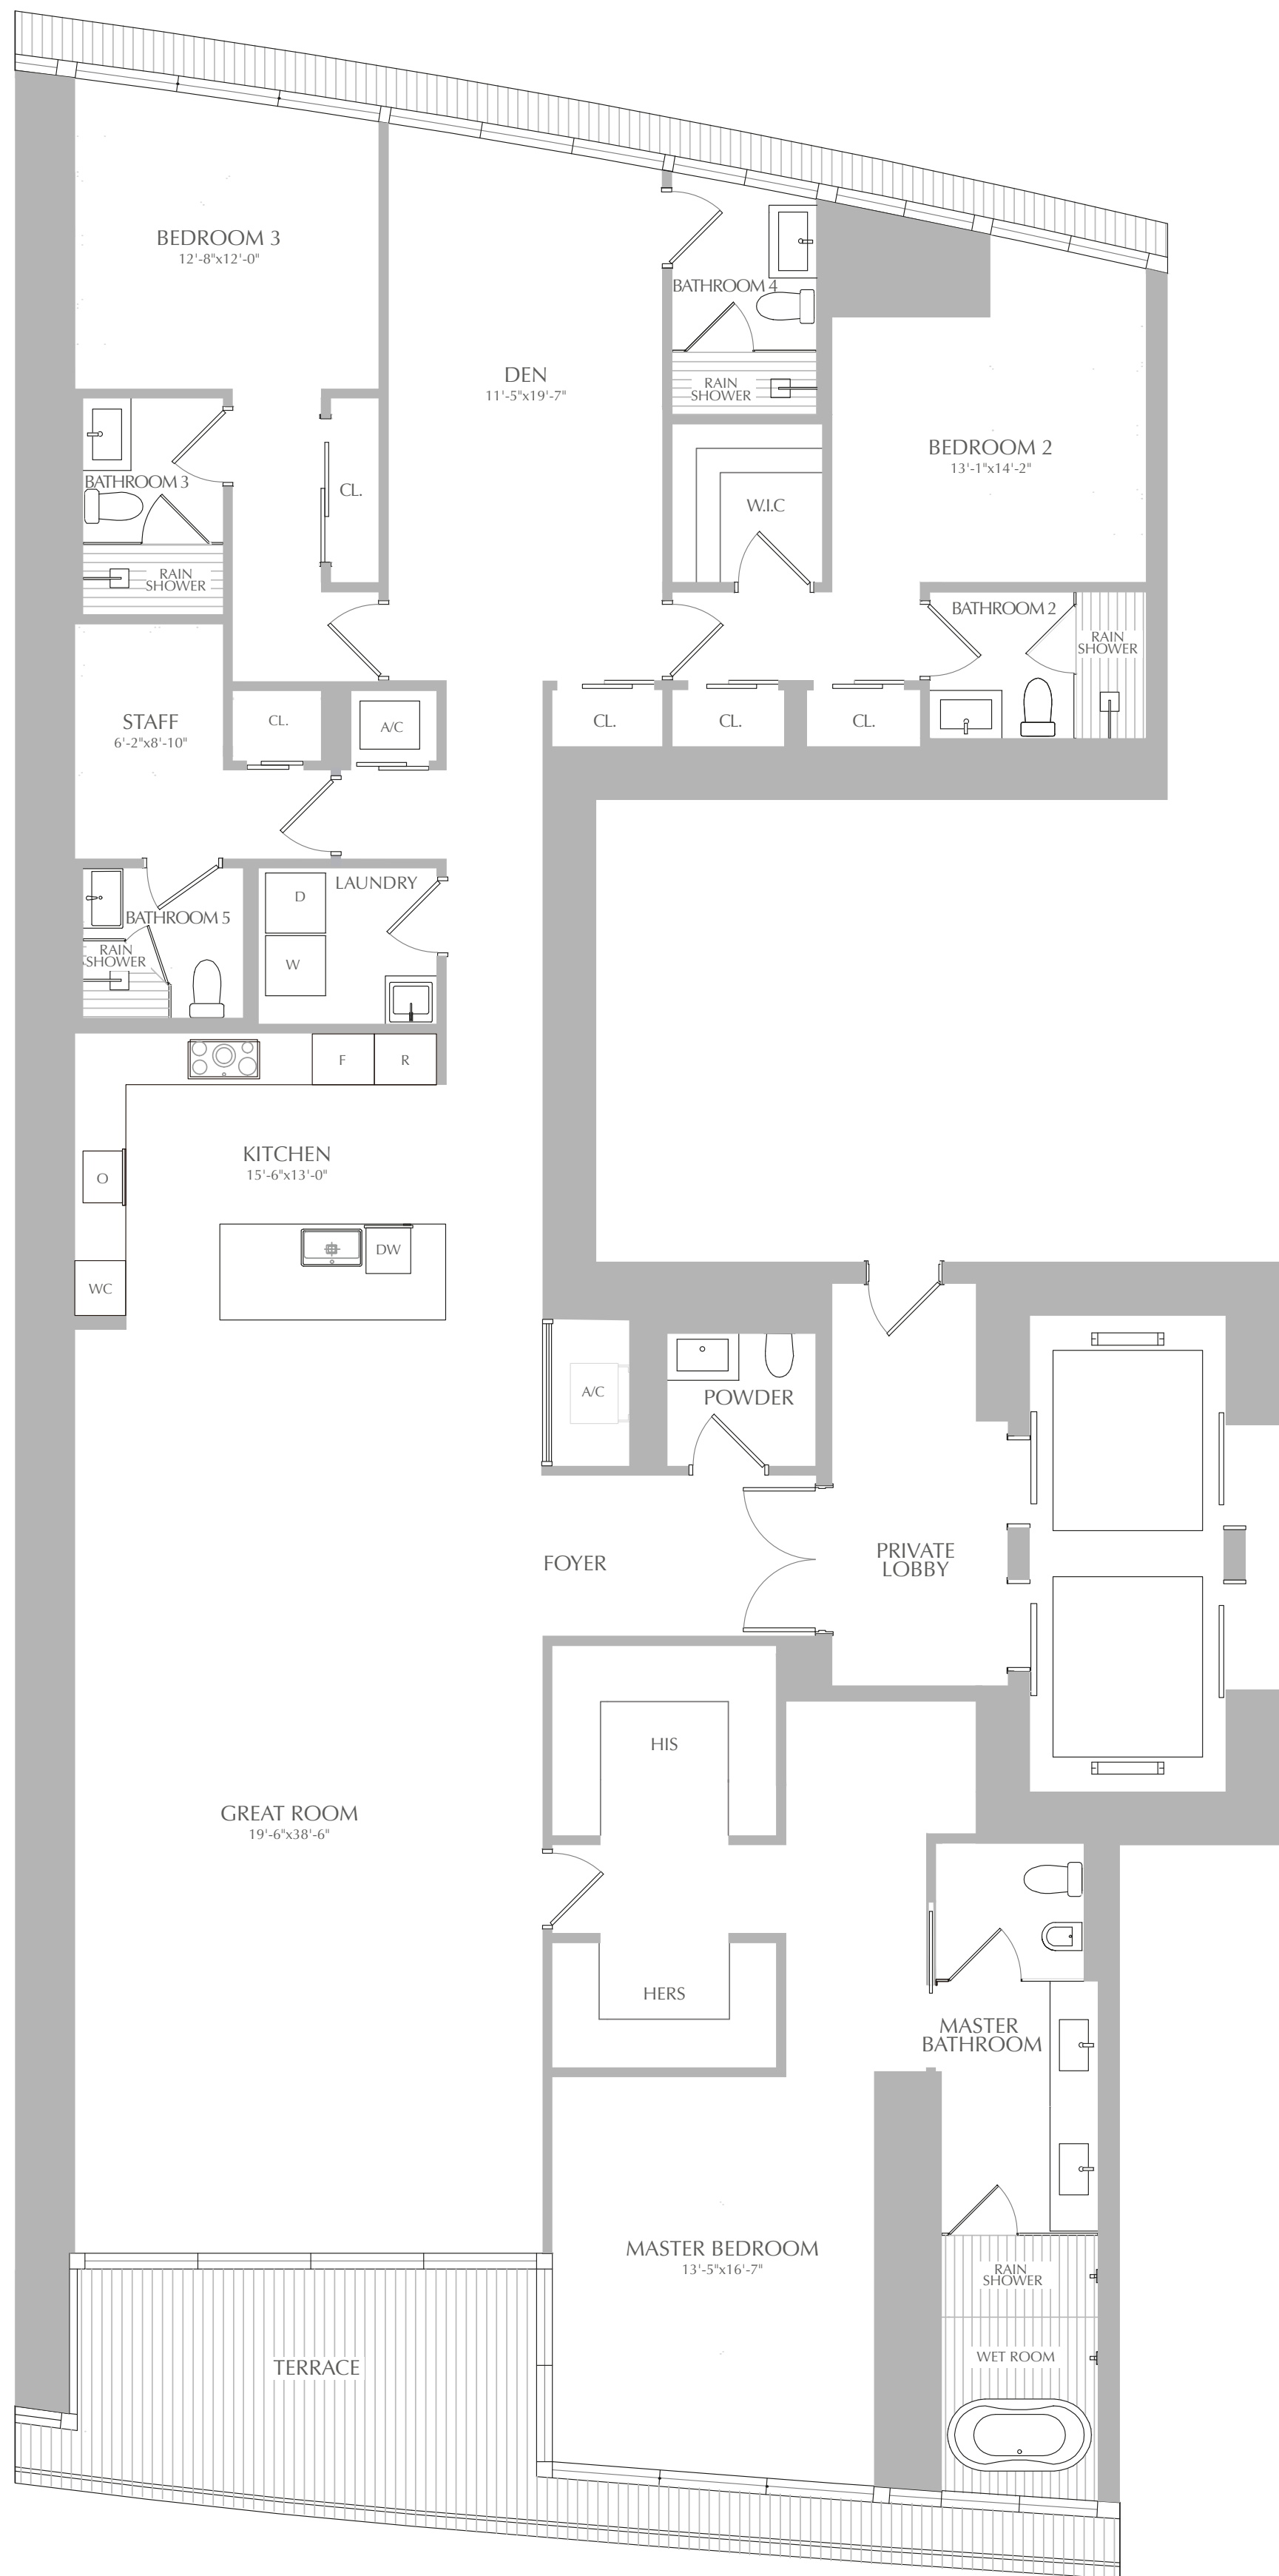 BEDROOM 3
12'-8"x12'-0"
BATHROOM 4
RAIN
SHOWER
DEN
11'-5"x19'-7"
BEDROOM 2
13'-1"x14'-2"
BATHROOM 3
CL.
W.I.C
RAIN
SHOWER
BATHROOM 2
RAIN
SHOWER
STAFF
6'-2"x8'-10"
CL.
A/C
CL.
CL.
CL.
LAUNDRY
D
BATHROOM 5
RAIN
SHOWER
W
F
R
KITCHEN
15'-6"x13'-0"
O
DW
WC
A/C
POWDER
FOYER
PRIVATE
LOBBY
HIS
GREAT ROOM
19'-6"x38'-6"
HERS
MASTER
BATHROOM
MASTER BEDROOM
13'-5"x16'-7"
RAIN
SHOWER
TERRACE
WET ROOM